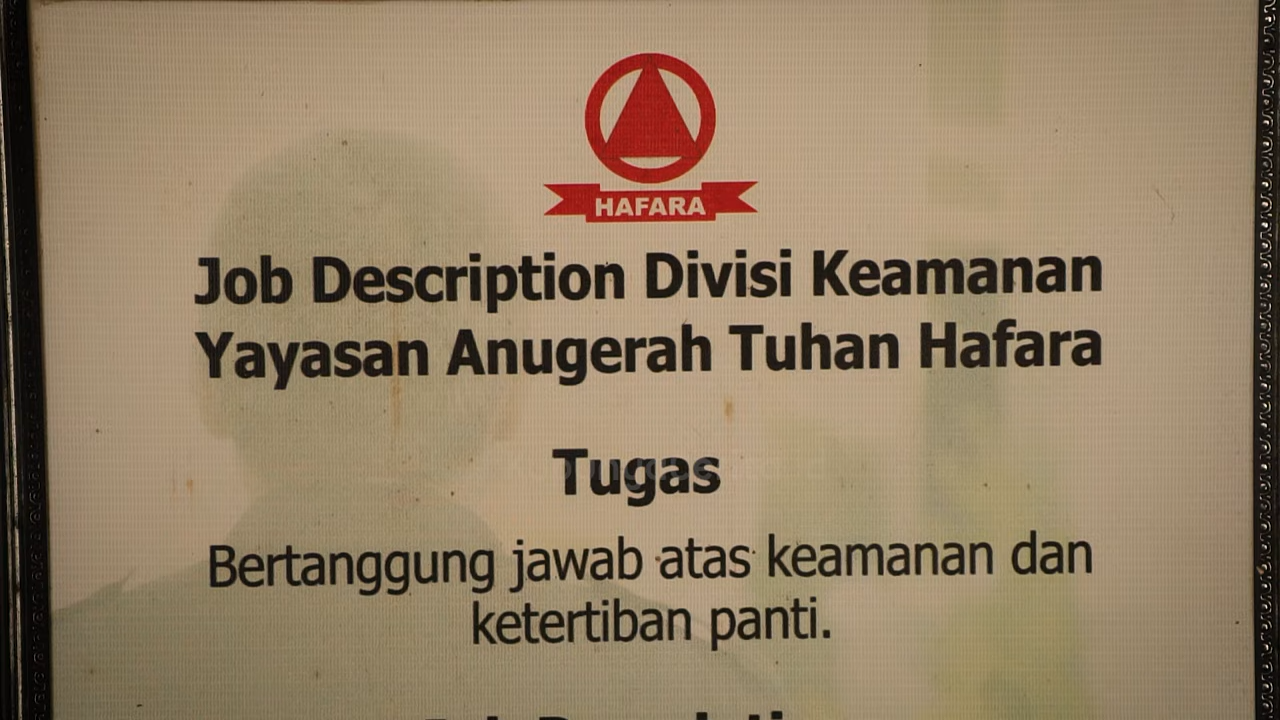 HAFARA
Job Description Divisi Keamanan
Yayasan Anugerah Tuhan Hafara
Tugas
Bertanggung jawab atas keamanan dan
ketertiban panti.